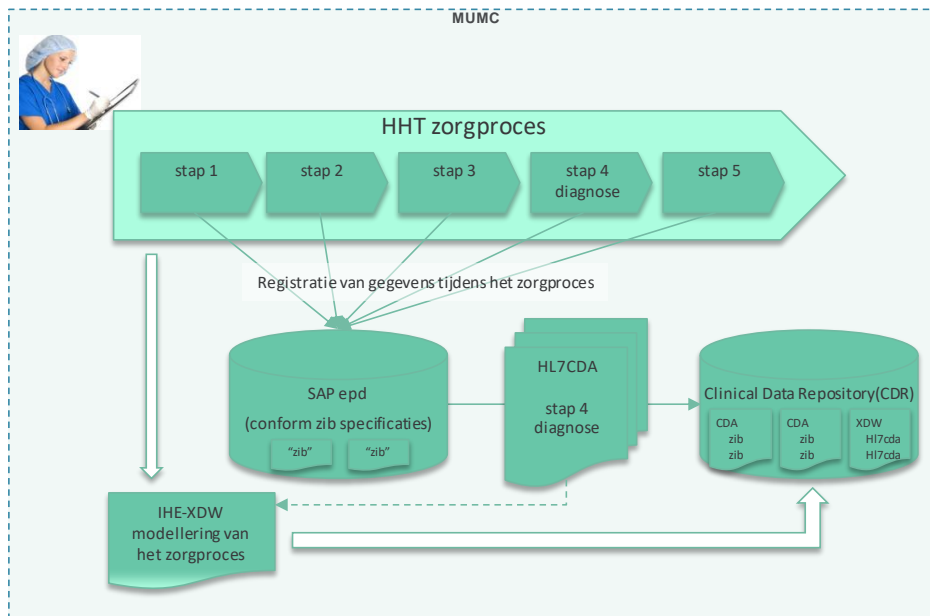 MUMC
HHT zorgproces
stap 1
stap 2
stap 3
stap 4
diagnose
stap 5
Registratie van gegevens tijdens het zorgproces
SAP epd
(conform zib specificaties)
“zib”
“zib”
HL7CDA
stap 4
diagnose
Clinical Data Repository(CDR)
CDA
zib
zib
CDA
zib
zib
XDW
Hl7cda
Hl7cda
IHE-XDW
modellering van
het zorgproces